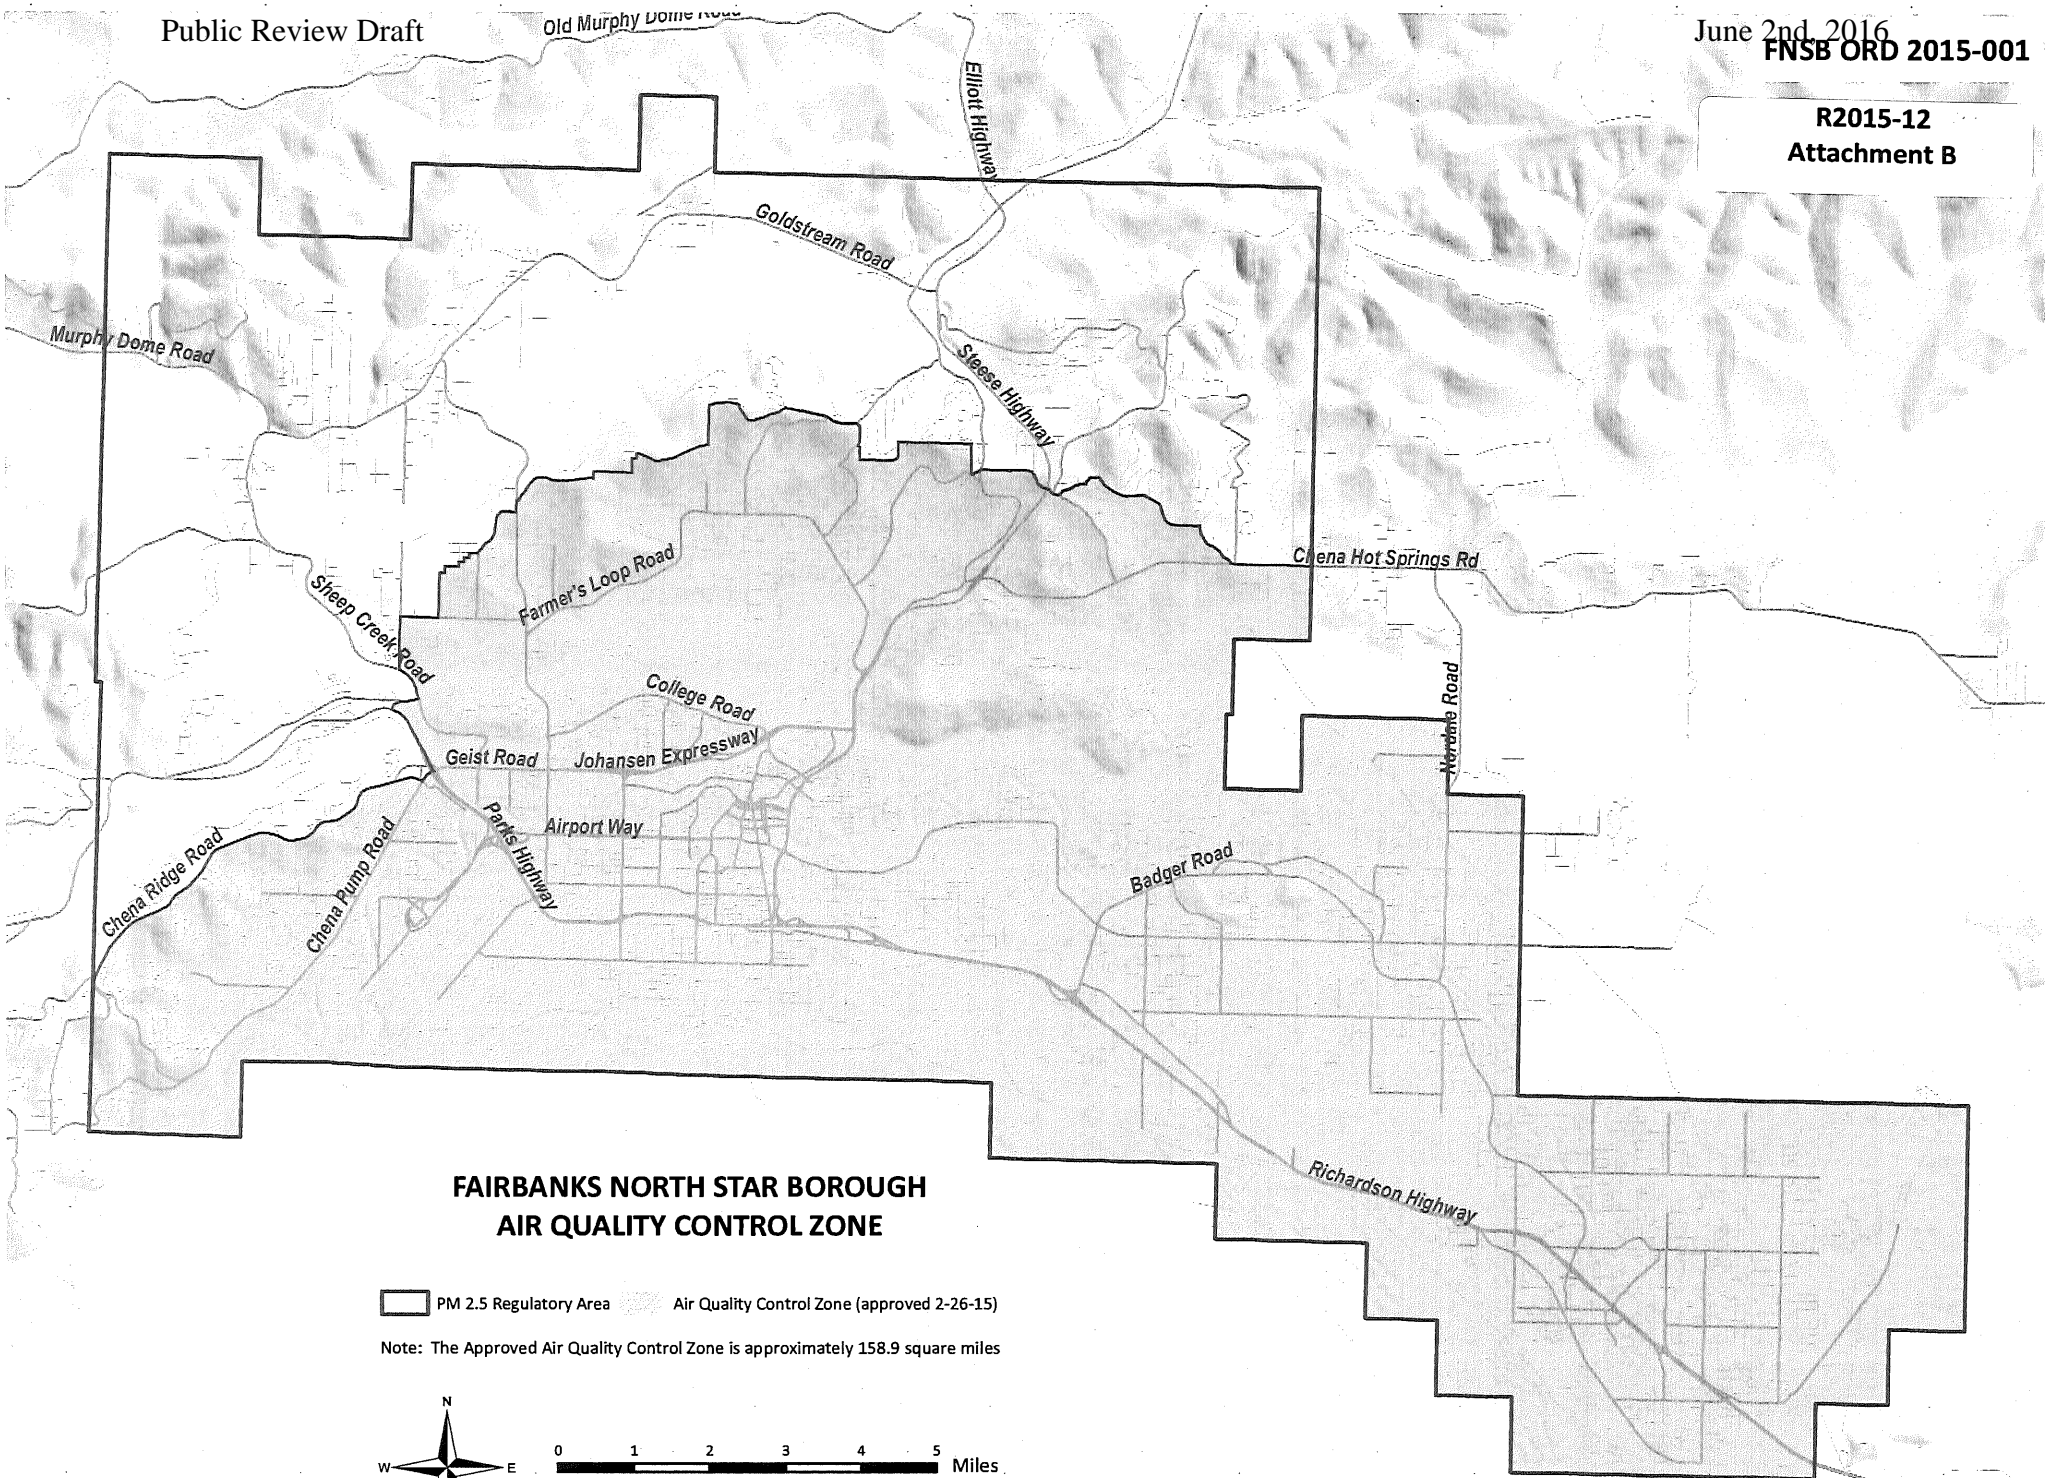 Public Review Draft
June 2nd, 2016
FNSB ORD 2015-001
R2015-12
Attachment B
Old Murphy Dome Road
Elliott Highway
Goldstream Road
Murphy Dome Road
Steese Highway
Chena Hot Springs Rd
Farmer's Loop Road
Sheep Creek Road
College Road
Nordale Road
Geist Road
Johansen Expressway
Parks Highway
Airport Way
Chena Ridge Road
Chena Pump Road
Badger Road
Richardson Highway
FAIRBANKS NORTH STAR BOROUGH
AIR QUALITY CONTROL ZONE
PM 2.5 Regulatory Area
Air Quality Control Zone (approved 2-26-15)
Note: The Approved Air Quality Control Zone is approximately 158.9 square miles
N
W
E
0 1 2 3 4 5
Miles